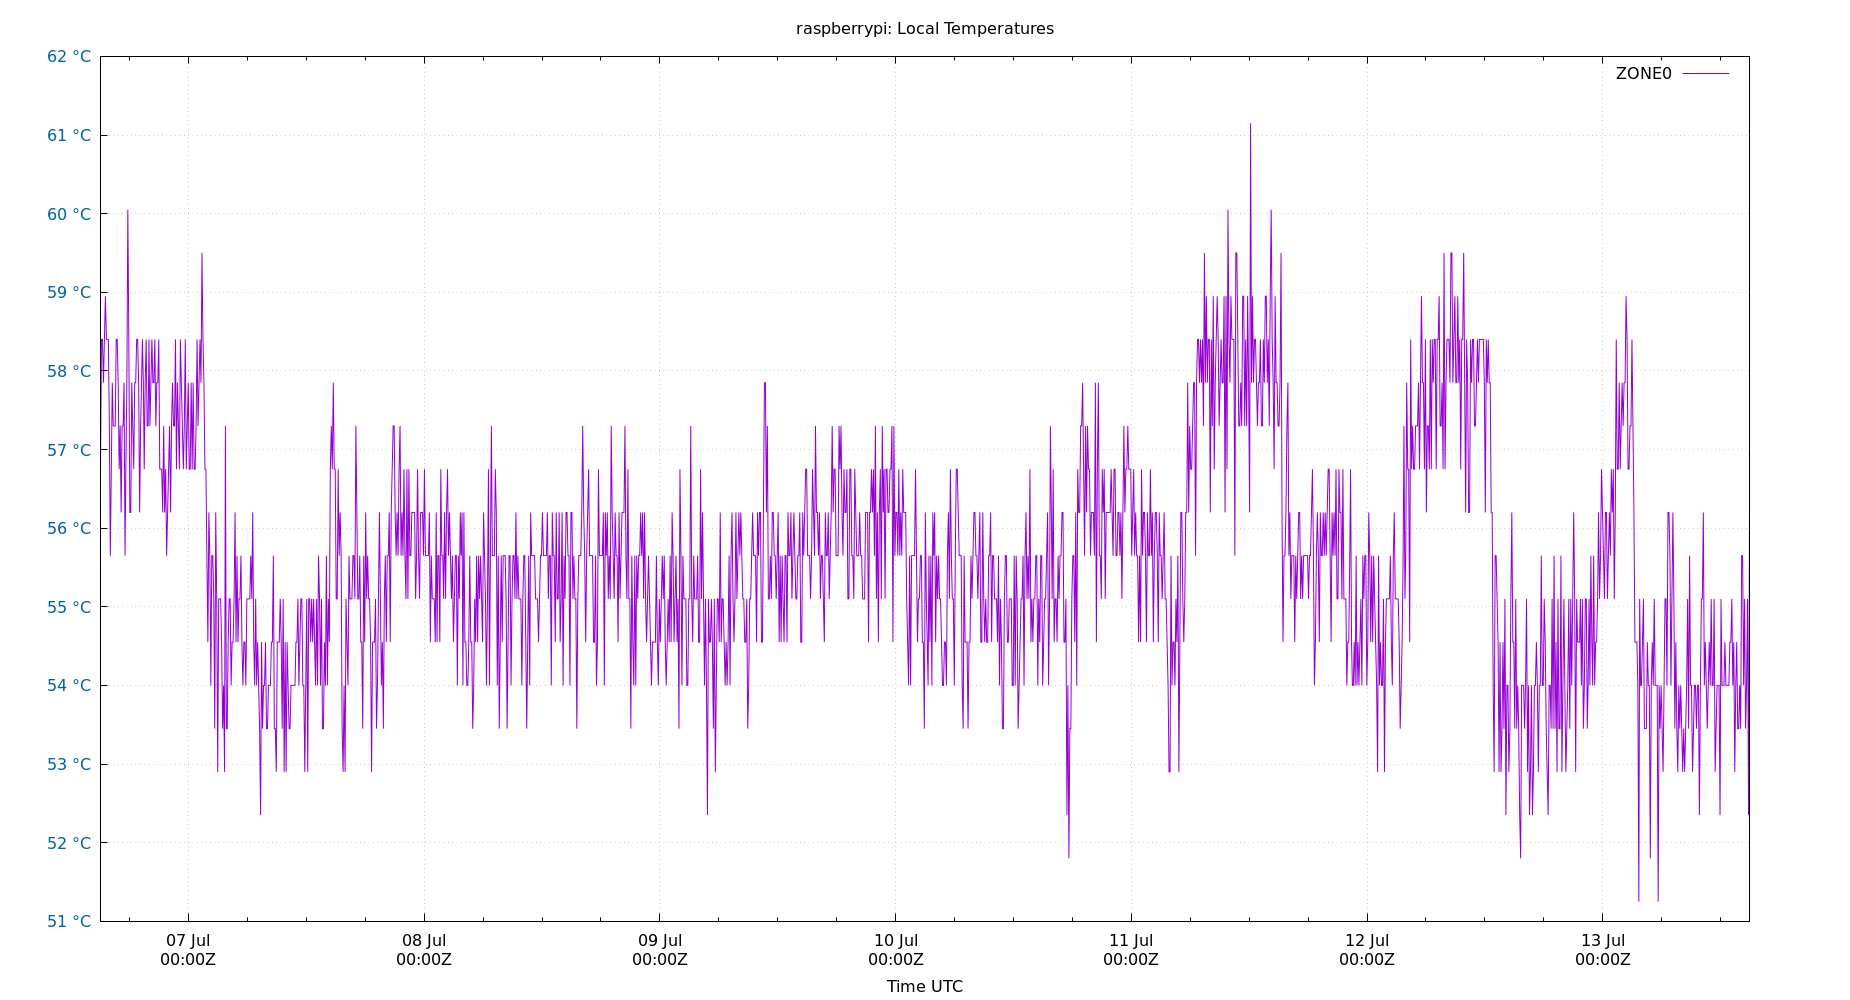 raspberrypi: Local Temperatures
62 °C
ZONE0
61 °C
60 °C
59 °C
58 °C
57 °C
56 °C
55 °C
54 °C
53 °C
52 °C
51 °C
07 Jul
00:00Z
08 Jul
00:00Z
09 Jul
00:00Z
10 Jul
00:00Z
11 Jul
00:00Z
12 Jul
00:00Z
13 Jul
00:00Z
Time UTC